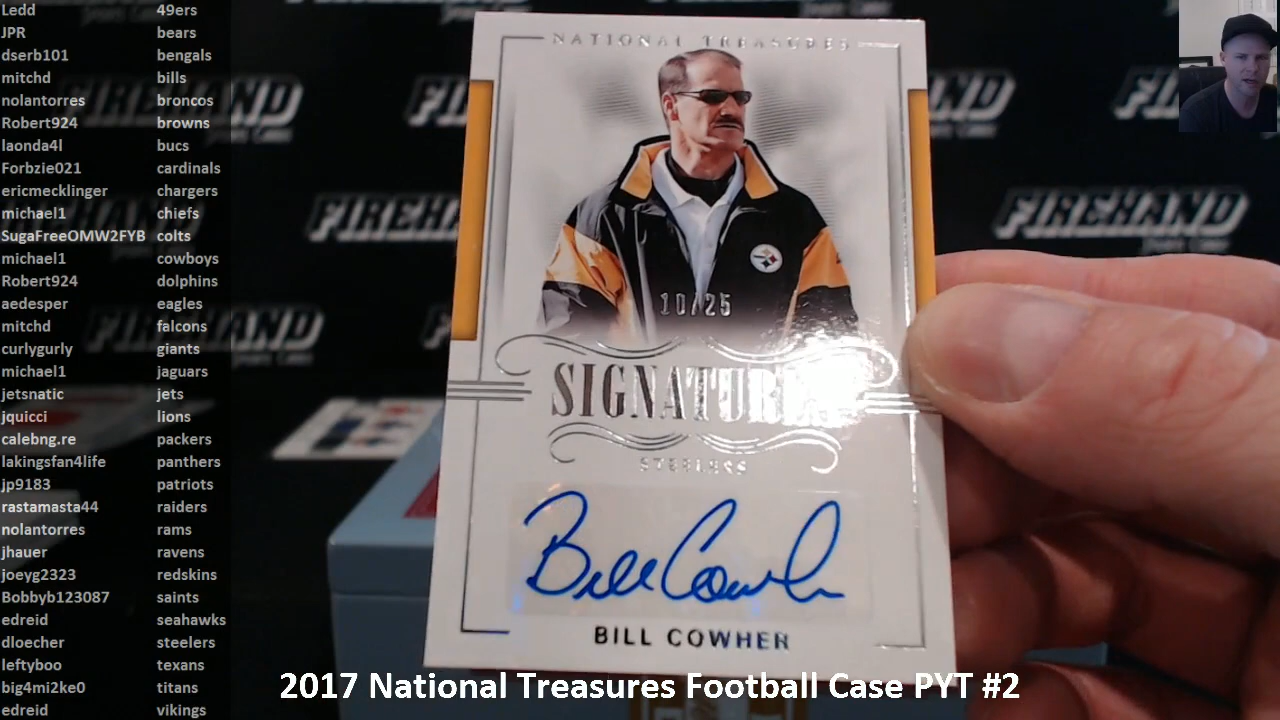 Ledd 49ers
JPR bears
dserb101 bengals
mitchd bills
nolantorres broncos
Robert924 browns
laonda4l bucs
Forbzie021 cardinals
ericmecklinger chargers
michael1 chiefs
SugaFreeOMW2FYB colts
michael1 cowboys
Robert924 dolphins
aedesper eagles
mitchd falcons
curlygurly giants
michael1 jaguars
jetsnatic jets
jquicci lions
calebng.re packers
lakingsfan4life panthers
jp9183 patriots
rastamasta44 raiders
nolantorres rams
jhauer ravens
joeyg2323 redskins
Bobbyb123087 saints
edreid seahawks
dloecher steelers
leftyboo texans
big4mi2ke0 titans
edreid vikings
NATIONAL TREASURES
10/25
SIGNATURES
STEELERS
Bill Cowher
BILL COWHER
FIREHAND
FIREHAND
FIREHAND
2017 National Treasures Football Case PYT #2